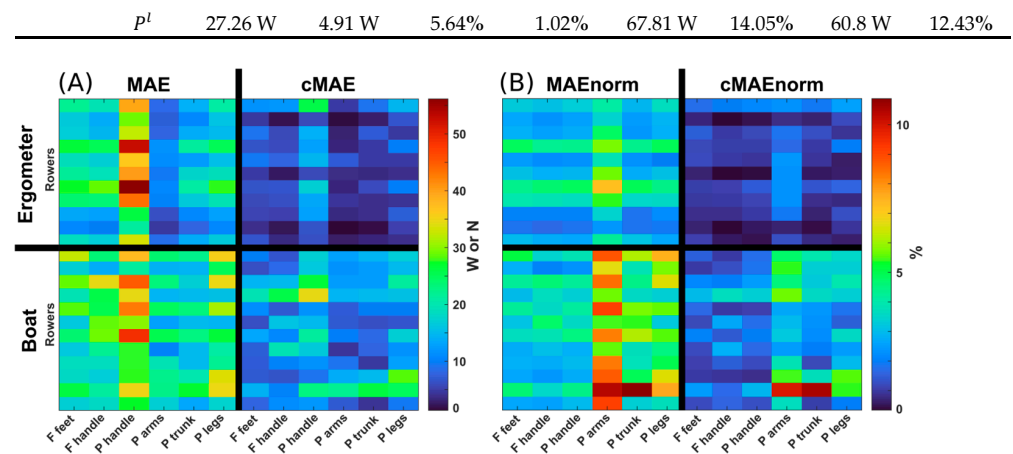 P^l 27.26 W 4.91 W 5.64% 1.02% 67.81 W 14.05% 60.8 W 12.43%
(A) MAE cMAE
(B) MAEnorm cMAEnorm
Ergometer
Rowers
Boat
Rowers
50
40
30
20
10
0
W or N
10
5
0
%
F feet F handle P handle P arms P trunk P legs F feet F handle P handle P arms P trunk P legs
F feet F handle P handle P arms P trunk P legs F feet F handle P handle P arms P trunk P legs